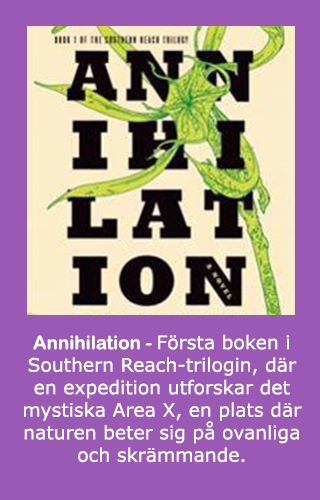 BOOK 1 OF THE SOUTHERN REACH TRILOGY
ANN
IHI
LAT
ION
A NOVEL
Annihilation - Första boken i
Southern Reach-trilogin, där
en expedition utforskar det
mystiska Area X, en plats där
naturen beter sig på ovanliga
och skrämmande.